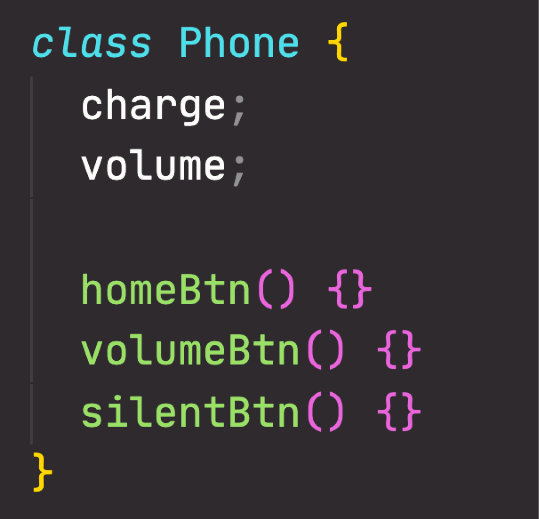 class Phone {
charge;
volume;
homeBtn() {}
volumeBtn() {}
silentBtn() {}
}